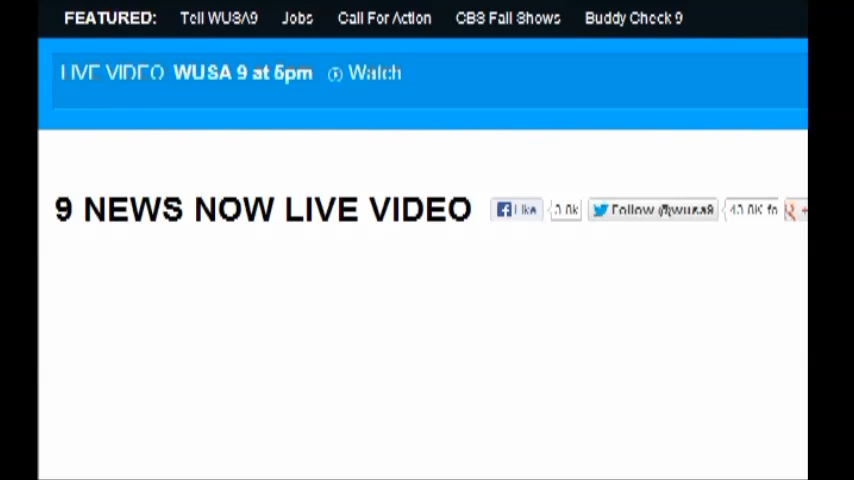 FEATURED: Tell WUSA9 Jobs Call For Action CBS Fall Shows Buddy Check 9
LIVE VIDEO WUSA 9 at 5pm Watch
9 NEWS NOW LIVE VIDEO Like Follow @wusa9